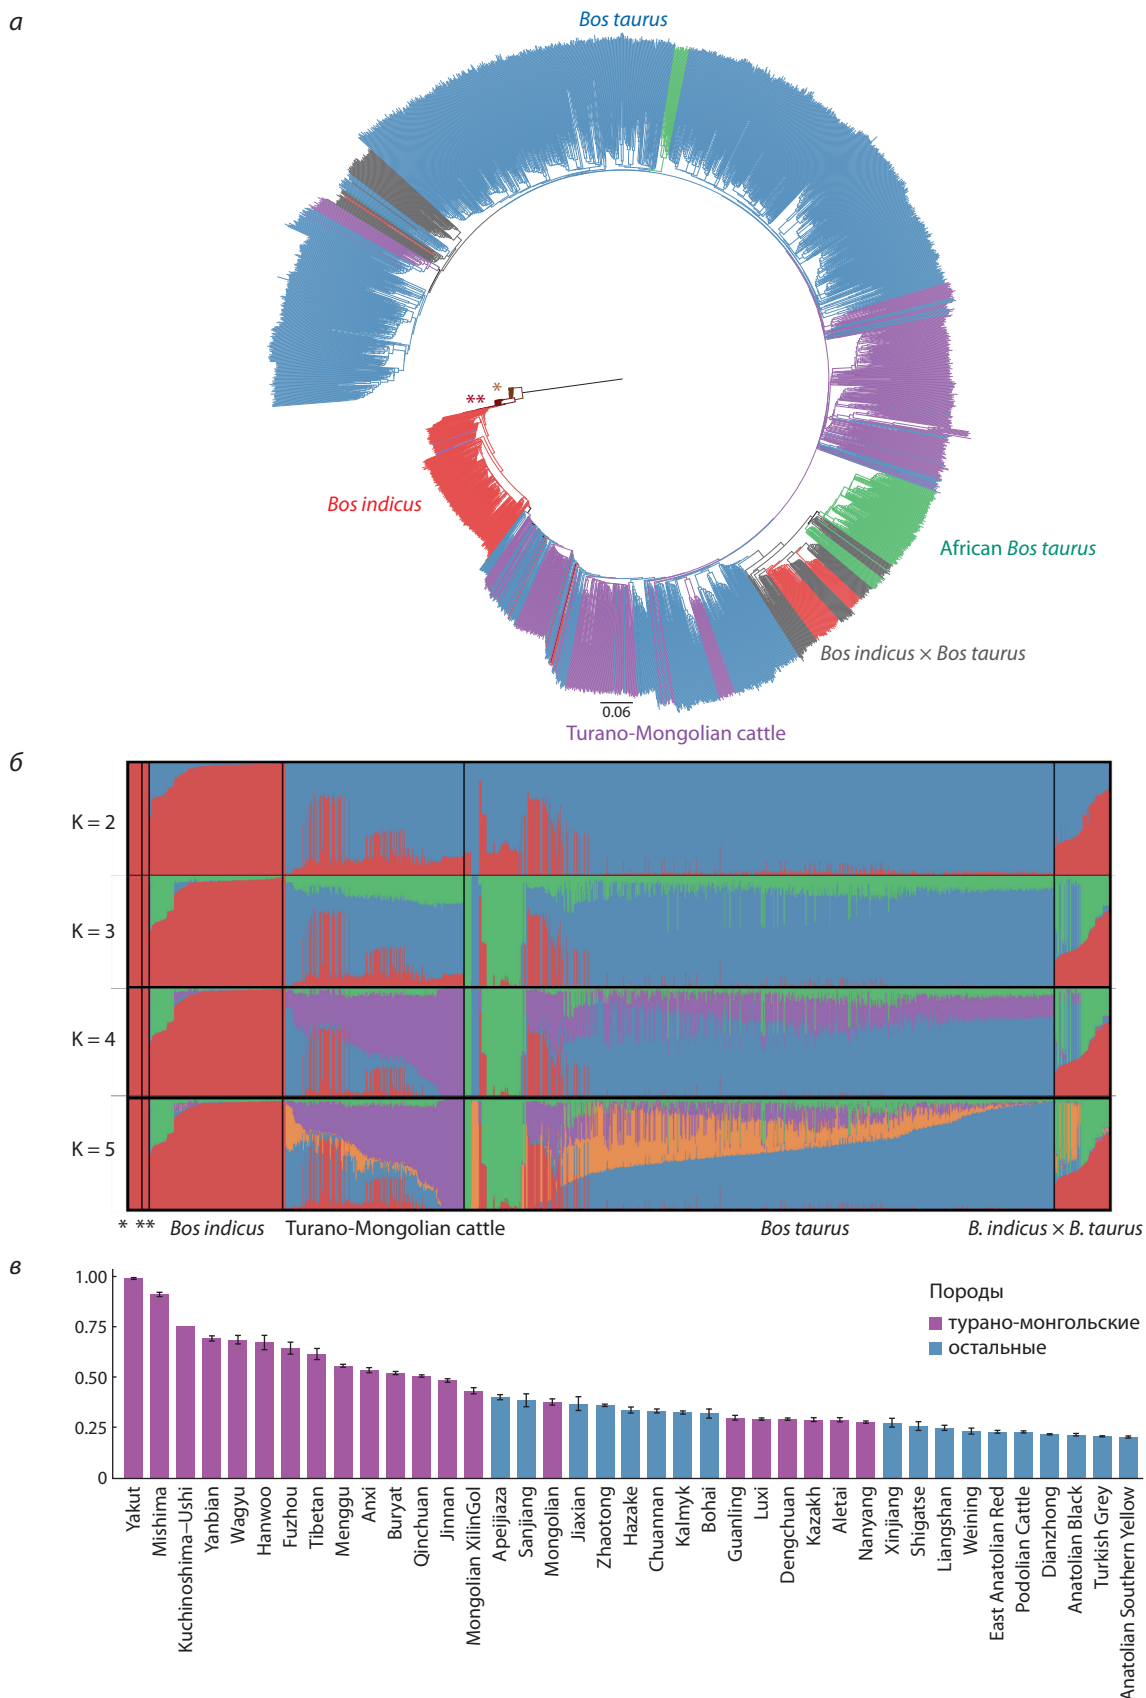 а
Bos taurus
*
**
Bos indicus
African Bos taurus
Bos indicus × Bos taurus
0.06
Turano-Mongolian cattle
б
K = 2
K = 3
K = 4
K = 5
* ** Bos indicus Turano-Mongolian cattle Bos taurus B. indicus × B. taurus
в
1.00
0.75
0.50
0.25
0
Породы
турано-монгольские
остальные
Yakut
Mishima
Kuchinoshima–Ushi
Yanbian
Wagyu
Hanwoo
Fuzhou
Tibetan
Menggu
Anxi
Buryat
Qinchuan
Jinnan
Mongolian XilinGol
Apeijiaza
Sanjiang
Mongolian
Jiaxian
Zhaotong
Hazake
Chuannan
Kalmyk
Bohai
Guanling
Luxi
Dengchuan
Kazakh
Aletai
Nanyang
Xinjiang
Shigatse
Liangshan
Weining
East Anatolian Red
Podolian Cattle
Dianzhong
Anatolian Black
Turkish Grey
Anatolian Southern Yellow